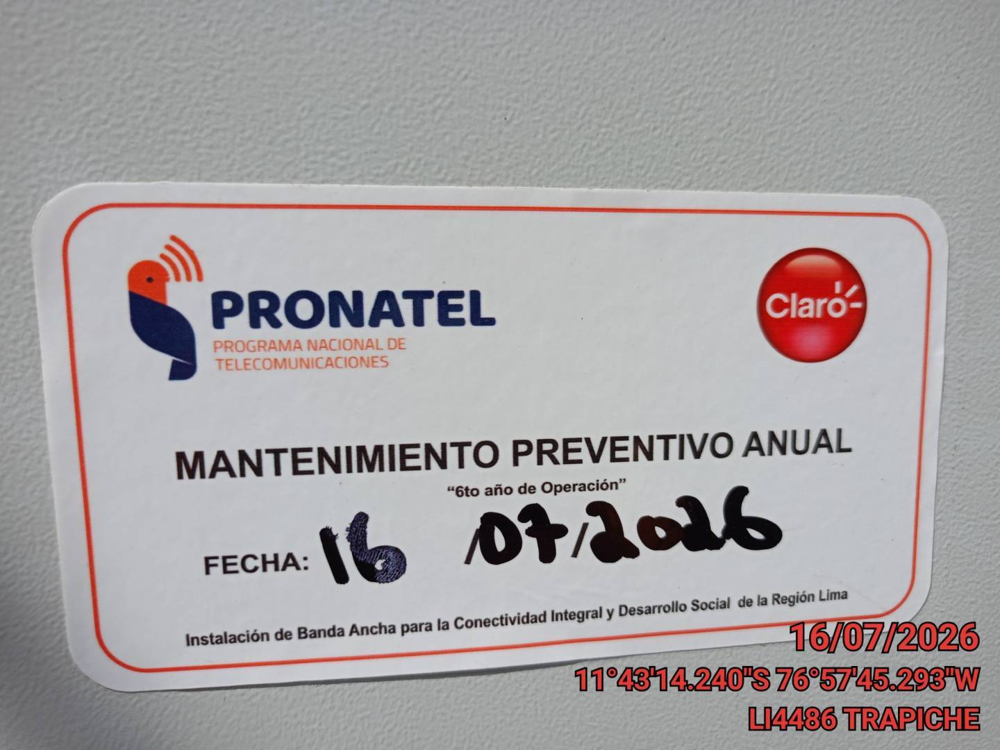 PRONATEL
PROGRAMA NACIONAL DE
TELECOMUNICACIONES
Claro
MANTENIMIENTO PREVENTIVO ANUAL
“6to año de Operación”
FECHA: 16 /07/2026
Instalación de Banda Ancha para la Conectividad Integral y Desarrollo Social de la Región Lima
16/07/2026
11°43'14.240"S 76°57'45.293"W
LI4486 TRAPICHE